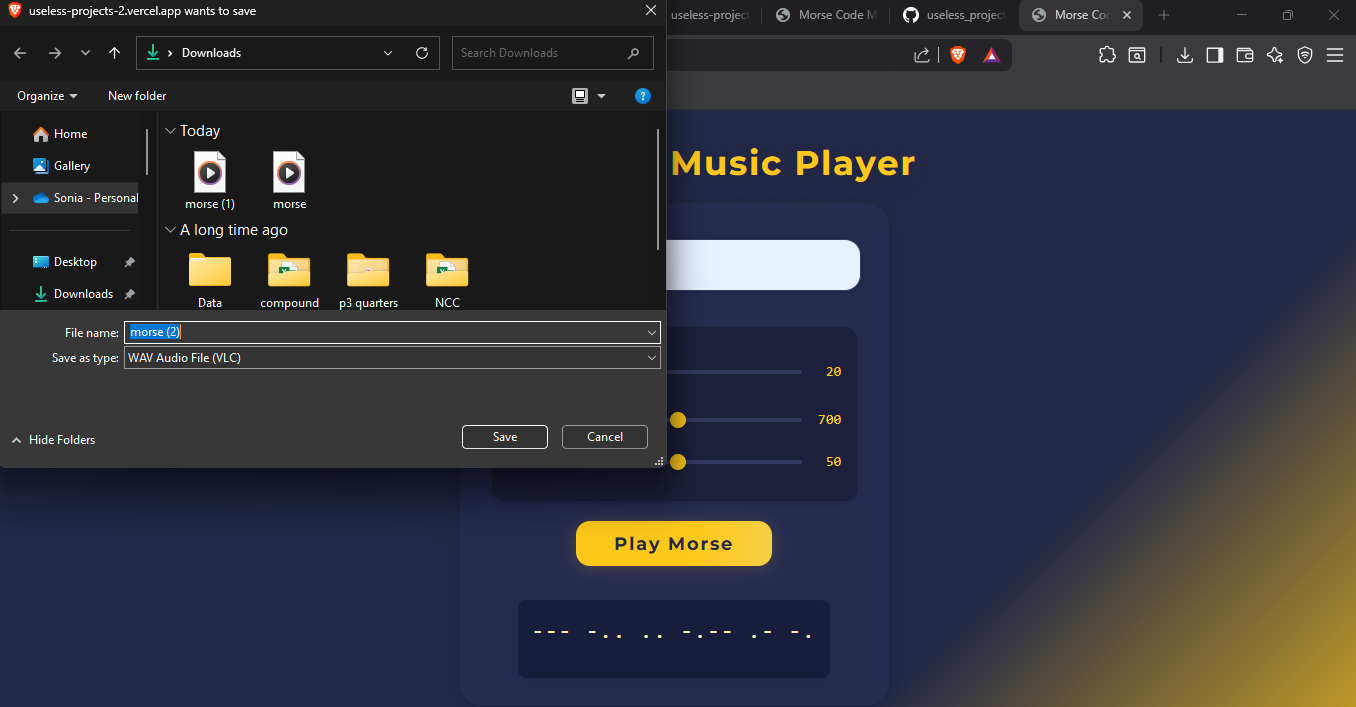 useless-projects-2.vercel.app wants to save
useless-project
Morse Code M
useless_projec
Morse Co
Downloads
Search Downloads
Organize
New folder
?
Home
Gallery
Sonia - Personal
Desktop
Downloads
Today
morse (1)
morse
A long time ago
Data
compound
p3 quarters
NCC
File name:
morse (2)
Save as type:
WAV Audio File (VLC)
Hide Folders
Save
Cancel
Music Player
20
700
50
Play Morse
--- -.. .. -.-- .- -.